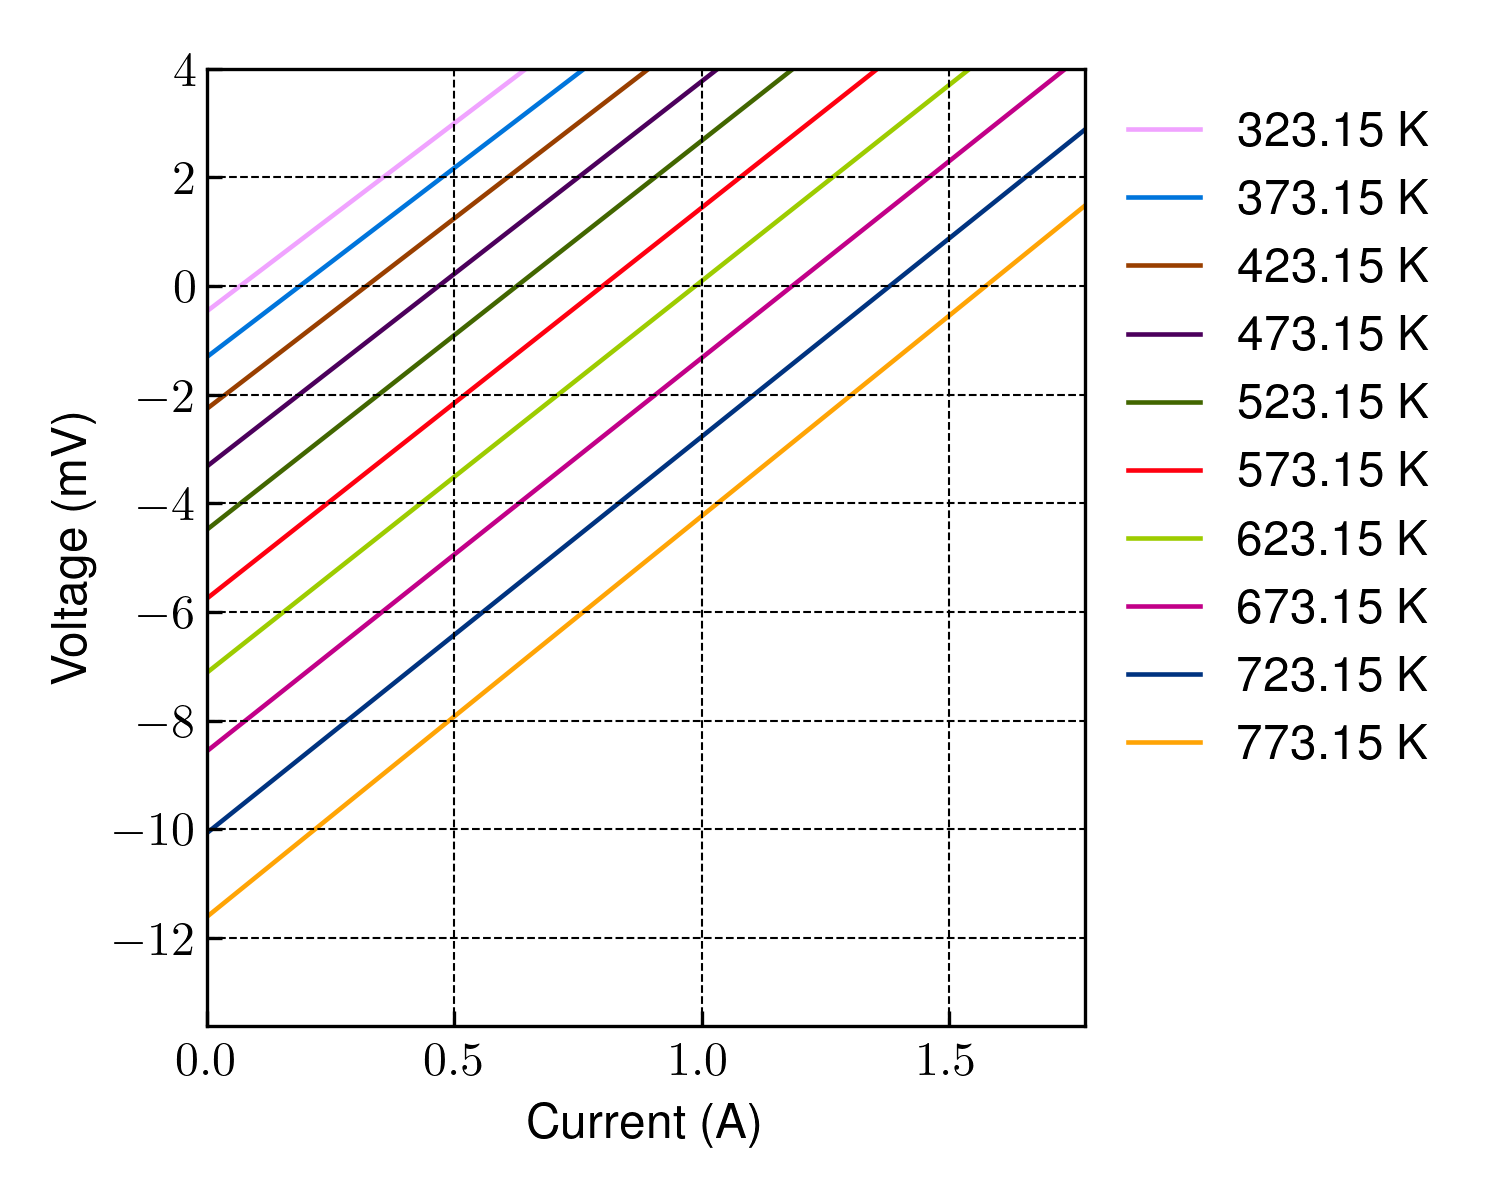 4
2
0
−2
−4
−6
−8
−10
−12
Voltage (mV)
0.0 0.5 1.0 1.5
Current (A)
323.15 K
373.15 K
423.15 K
473.15 K
523.15 K
573.15 K
623.15 K
673.15 K
723.15 K
773.15 K